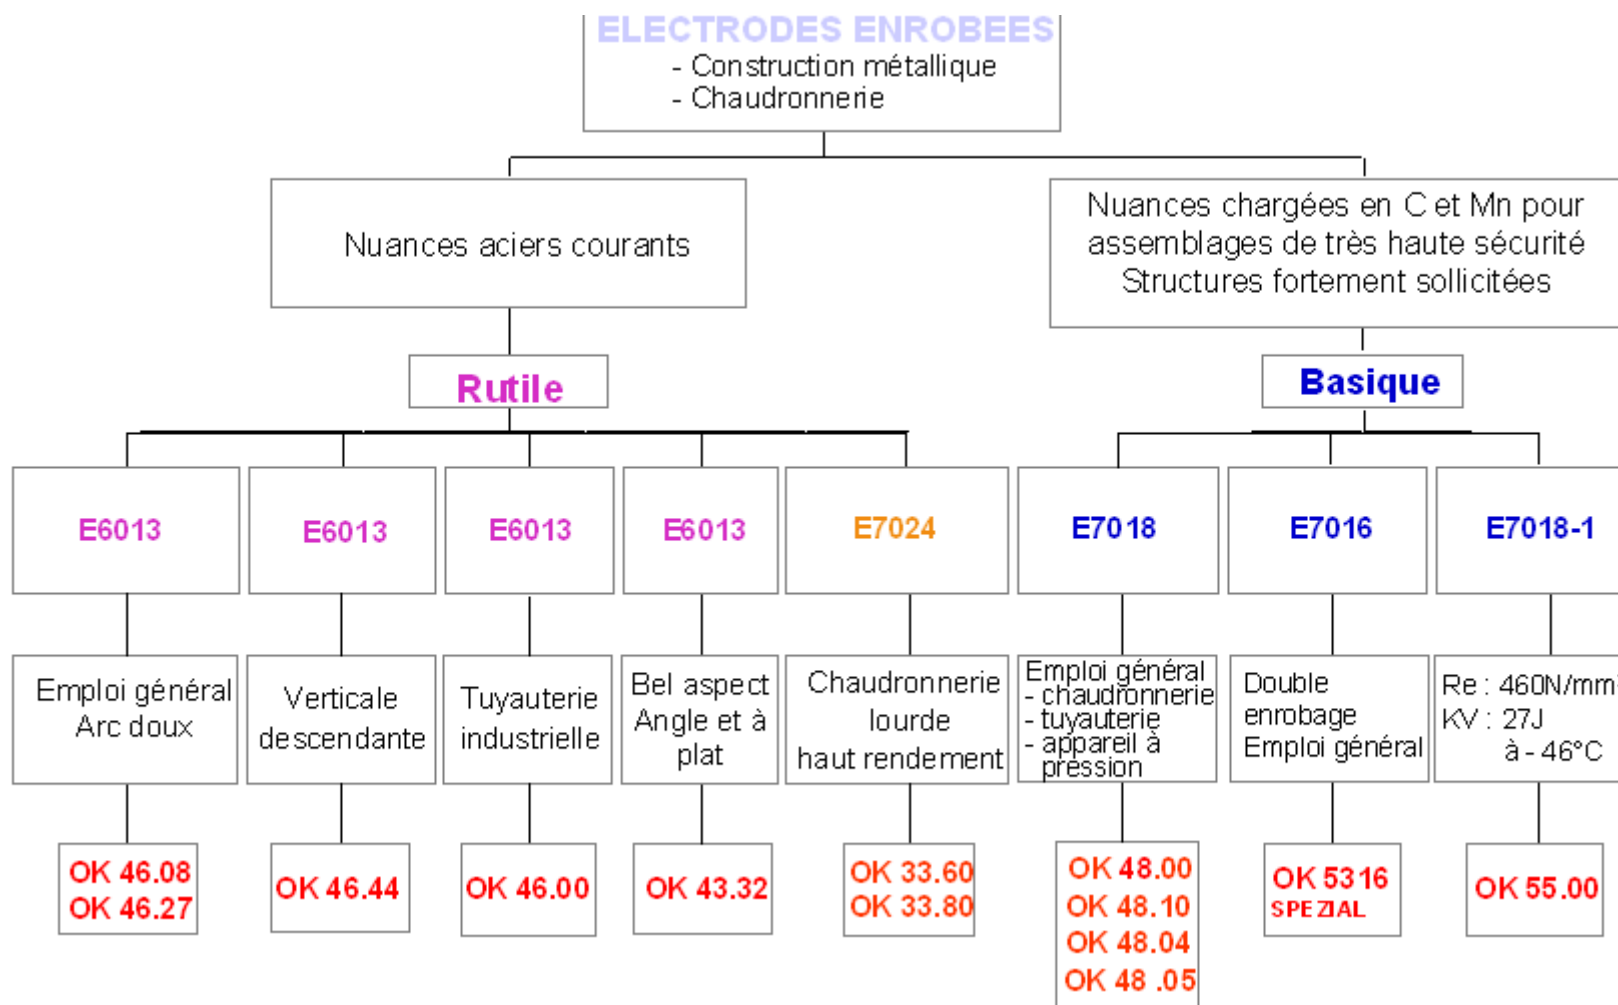 ELECTRODES ENROBEES
- Construction métallique
- Chaudronnerie
Nuances aciers courants
Nuances chargées en C et Mn pour
assemblages de très haute sécurité
Structures fortement sollicitées
Rutile
Basique
E6013
E6013
E6013
E6013
E7024
E7018
E7016
E7018-1
Emploi général
Arc doux
Verticale
descendante
Tuyauterie
industrielle
Bel aspect
Angle et à
plat
Chaudronnerie
lourde
haut rendement
Emploi général
- chaudronnerie
- tuyauterie
- appareil à
pression
Double
enrobage
Emploi général
Re : 460N/mm²
KV : 27J
à - 46°C
OK 46.08
OK 46.27
OK 46.44
OK 46.00
OK 43.32
OK 33.60
OK 33.80
OK 48.00
OK 48.10
OK 48.04
OK 48 .05
OK 5316
SPEZIAL
OK 55.00